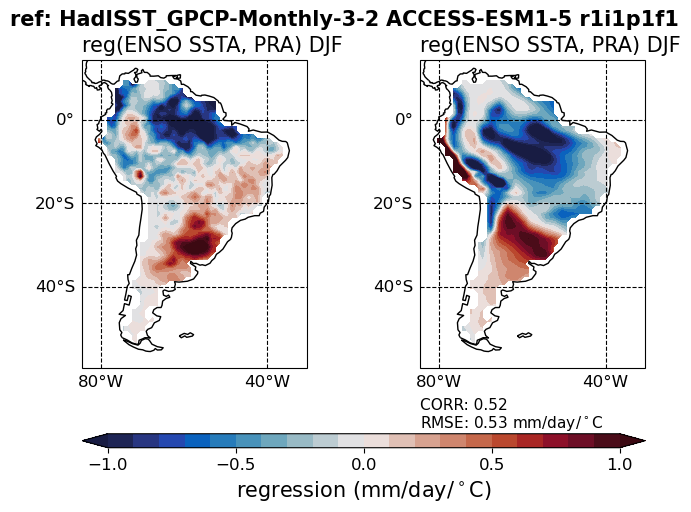 ref: HadISST_GPCP-Monthly-3-2 ACCESS-ESM1-5 r1i1p1f1
reg(ENSO SSTA, PRA) DJF reg(ENSO SSTA, PRA) DJF
0° 0°
20°S 20°S
40°S 40°S
80°W 40°W 80°W 40°W
CORR: 0.52
RMSE: 0.53 mm/day/°C
−1.0 −0.5 0.0 0.5 1.0
regression (mm/day/°C)